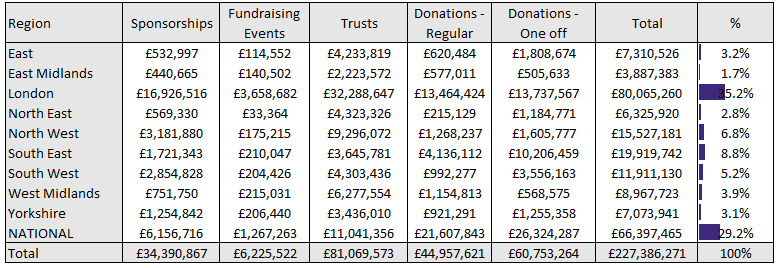 Region Sponsorships Fundraising Events Trusts Donations - Regular Donations - One off Total %
East £532,997 £114,552 £4,233,819 £620,484 £1,808,674 £7,310,526 3.2%
East Midlands £440,665 £140,502 £2,223,572 £577,011 £505,633 £3,887,383 1.7%
London £16,926,516 £3,658,682 £32,288,647 £13,464,424 £13,737,567 £80,065,260 35.2%
North East £569,330 £33,364 £4,323,326 £215,129 £1,184,771 £6,325,920 2.8%
North West £3,181,880 £175,215 £9,296,072 £1,268,237 £1,605,777 £15,527,181 6.8%
South East £1,721,343 £210,047 £3,645,781 £4,136,112 £10,206,459 £19,919,742 8.8%
South West £2,854,828 £204,426 £4,303,436 £992,277 £3,556,163 £11,911,130 5.2%
West Midlands £751,750 £215,031 £6,277,554 £1,154,813 £568,575 £8,967,723 3.9%
Yorkshire £1,254,842 £206,440 £3,436,010 £921,291 £1,255,358 £7,073,941 3.1%
NATIONAL £6,156,716 £1,267,263 £11,041,356 £21,607,843 £26,324,287 £66,397,465 29.2%
Total £34,390,867 £6,225,522 £81,069,573 £44,957,621 £60,753,264 £227,386,271 100%